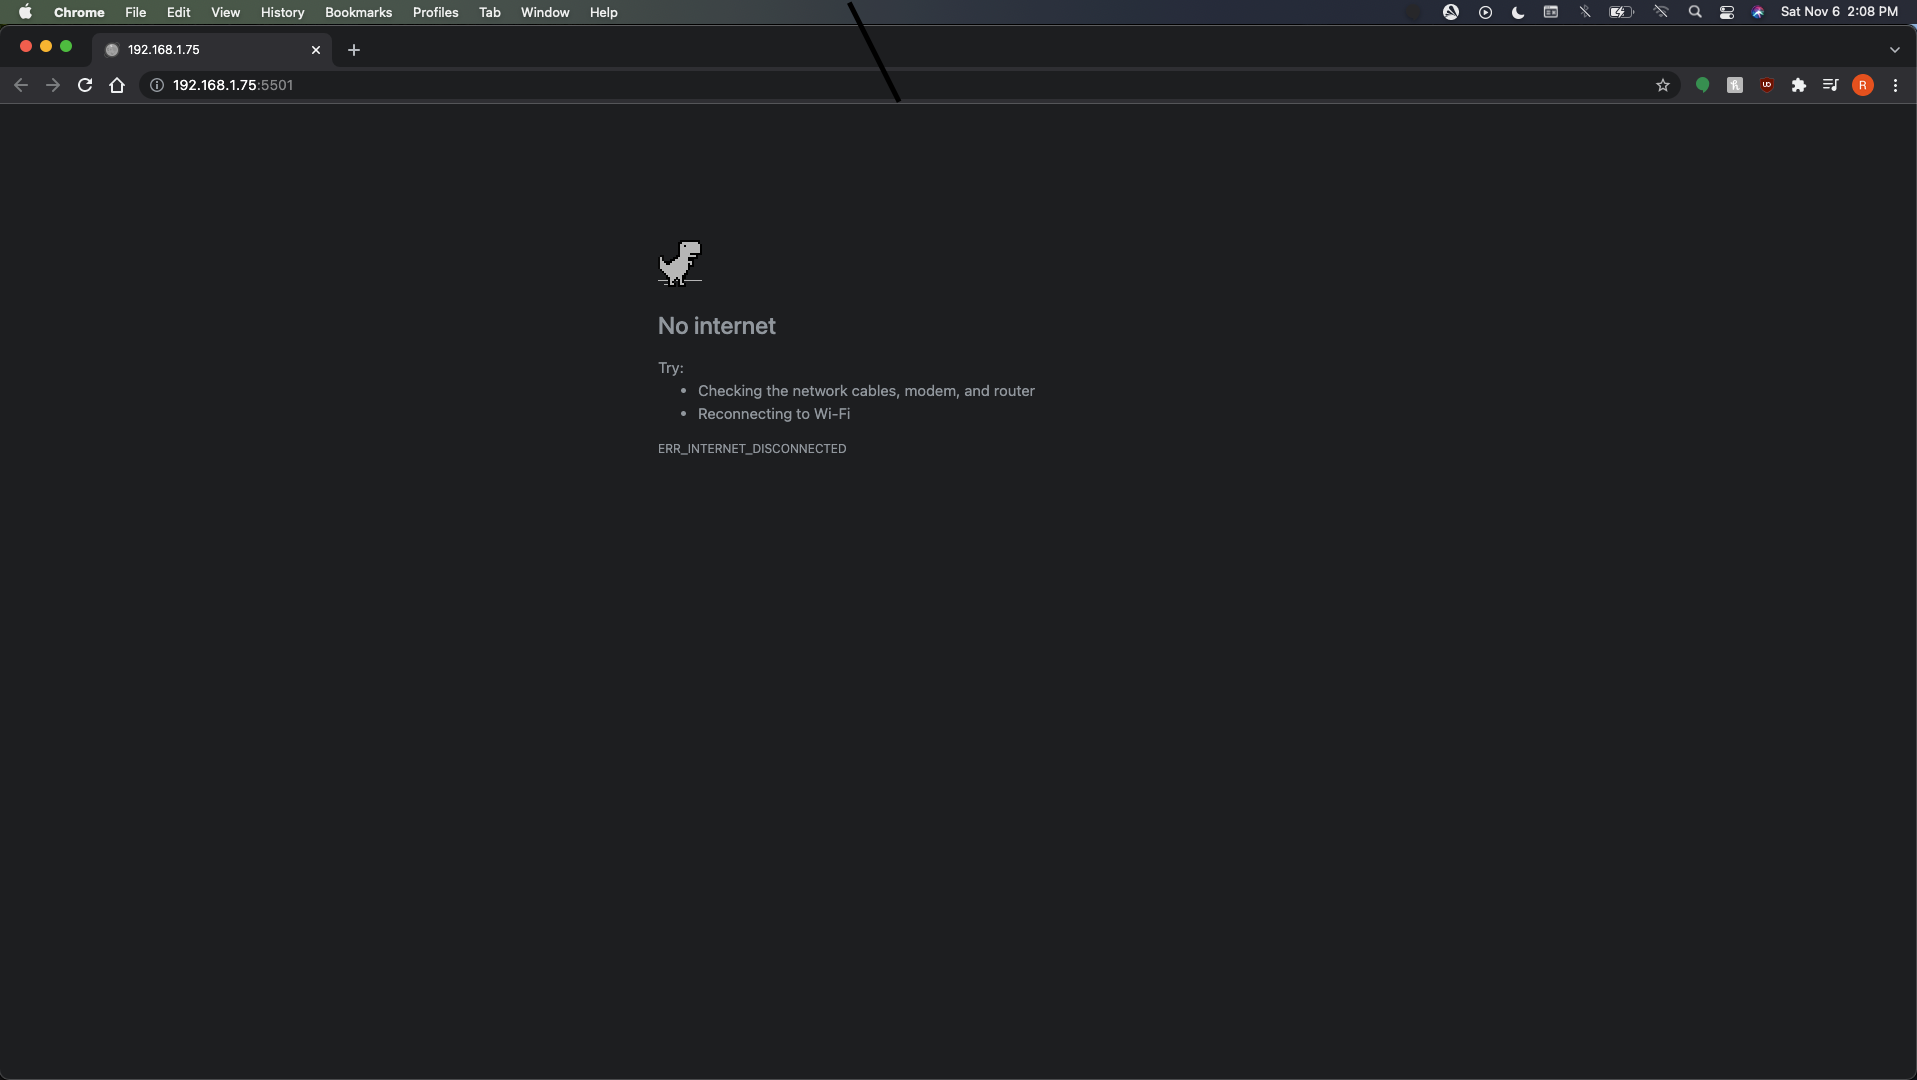 Chrome File Edit View History Bookmarks Profiles Tab Window Help Sat Nov 6 2:08 PM
192.168.1.75
192.168.1.75:5501
R
No internet
Try:
• Checking the network cables, modem, and router
• Reconnecting to Wi-Fi
ERR_INTERNET_DISCONNECTED